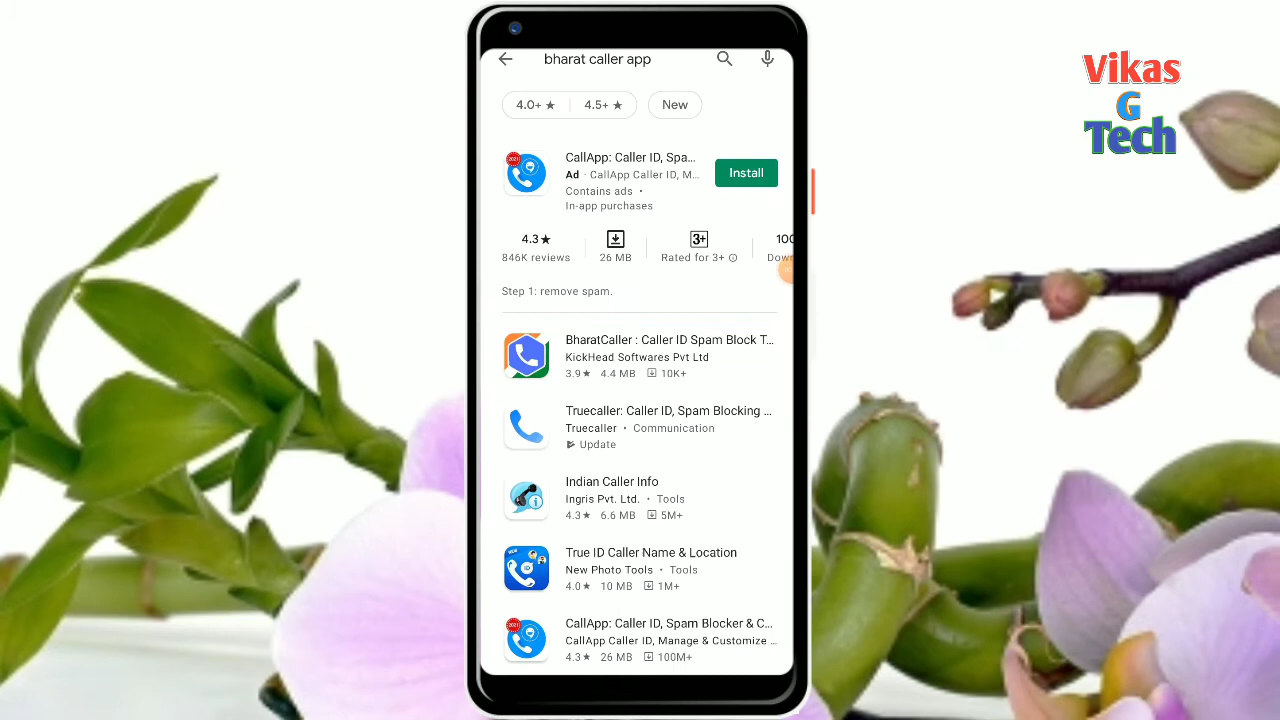 bharat caller app
4.0+ ★ 4.5+ ★ New
CallApp: Caller ID, Spa...
Ad · CallApp Caller ID, M...
Contains ads •
In-app purchases
Install
4.3★ 3+ 100
846K reviews 26 MB Rated for 3+ Dow
Step 1: remove spam.
BharatCaller : Caller ID Spam Block T...
KickHead Softwares Pvt Ltd
3.9★ 4.4 MB 10K+
Truecaller: Caller ID, Spam Blocking ...
Truecaller • Communication
Update
Indian Caller Info
Ingris Pvt. Ltd. • Tools
4.3★ 6.6 MB 5M+
True ID Caller Name & Location
New Photo Tools • Tools
4.0★ 10 MB 1M+
CallApp: Caller ID, Spam Blocker & C...
CallApp Caller ID, Manage & Customize ...
4.3★ 26 MB 100M+
Vikas
G
Tech